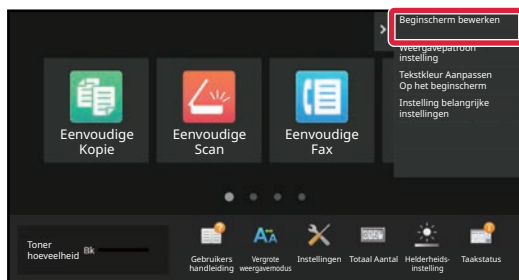 Beginscherm bewerken
Weergavepatroon
instelling
Tekstkleur Aanpassen
Op het beginscherm
Instelling belangrijke
instellingen
Eenvoudige
Kopie
Eenvoudige
Scan
Eenvoudige
Fax
Toner
hoeveelheid
Bk
Gebruikers
handleiding
Vergrote
weergavemodus
Instellingen
Totaal Aantal
Helderheids-
instelling
Taakstatus